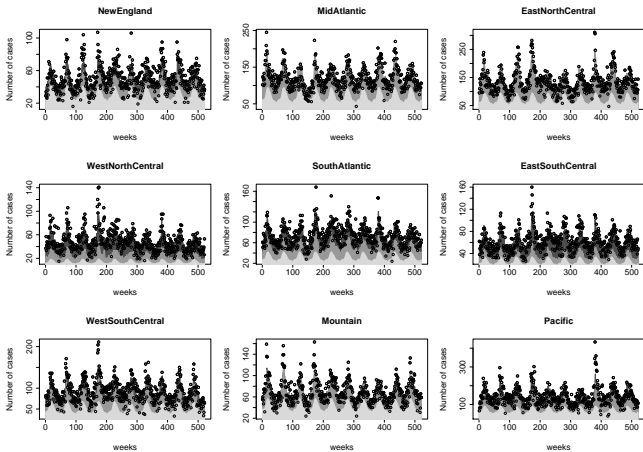 NewEngland
Number of cases
20 60 100
0 100 200 300 400 500
weeks
MidAtlantic
Number of cases
50 150 250
0 100 200 300 400 500
weeks
EastNorthCentral
Number of cases
50 150 250
0 100 200 300 400 500
weeks
WestNorthCentral
Number of cases
20 60 100 140
0 100 200 300 400 500
weeks
SouthAtlantic
Number of cases
20 60 100 160
0 100 200 300 400 500
weeks
EastSouthCentral
Number of cases
40 80 120 160
0 100 200 300 400 500
weeks
WestSouthCentral
Number of cases
50 100 200
0 100 200 300 400 500
weeks
Mountain
Number of cases
20 60 100 160
0 100 200 300 400 500
weeks
Pacific
Number of cases
100 300
0 100 200 300 400 500
weeks